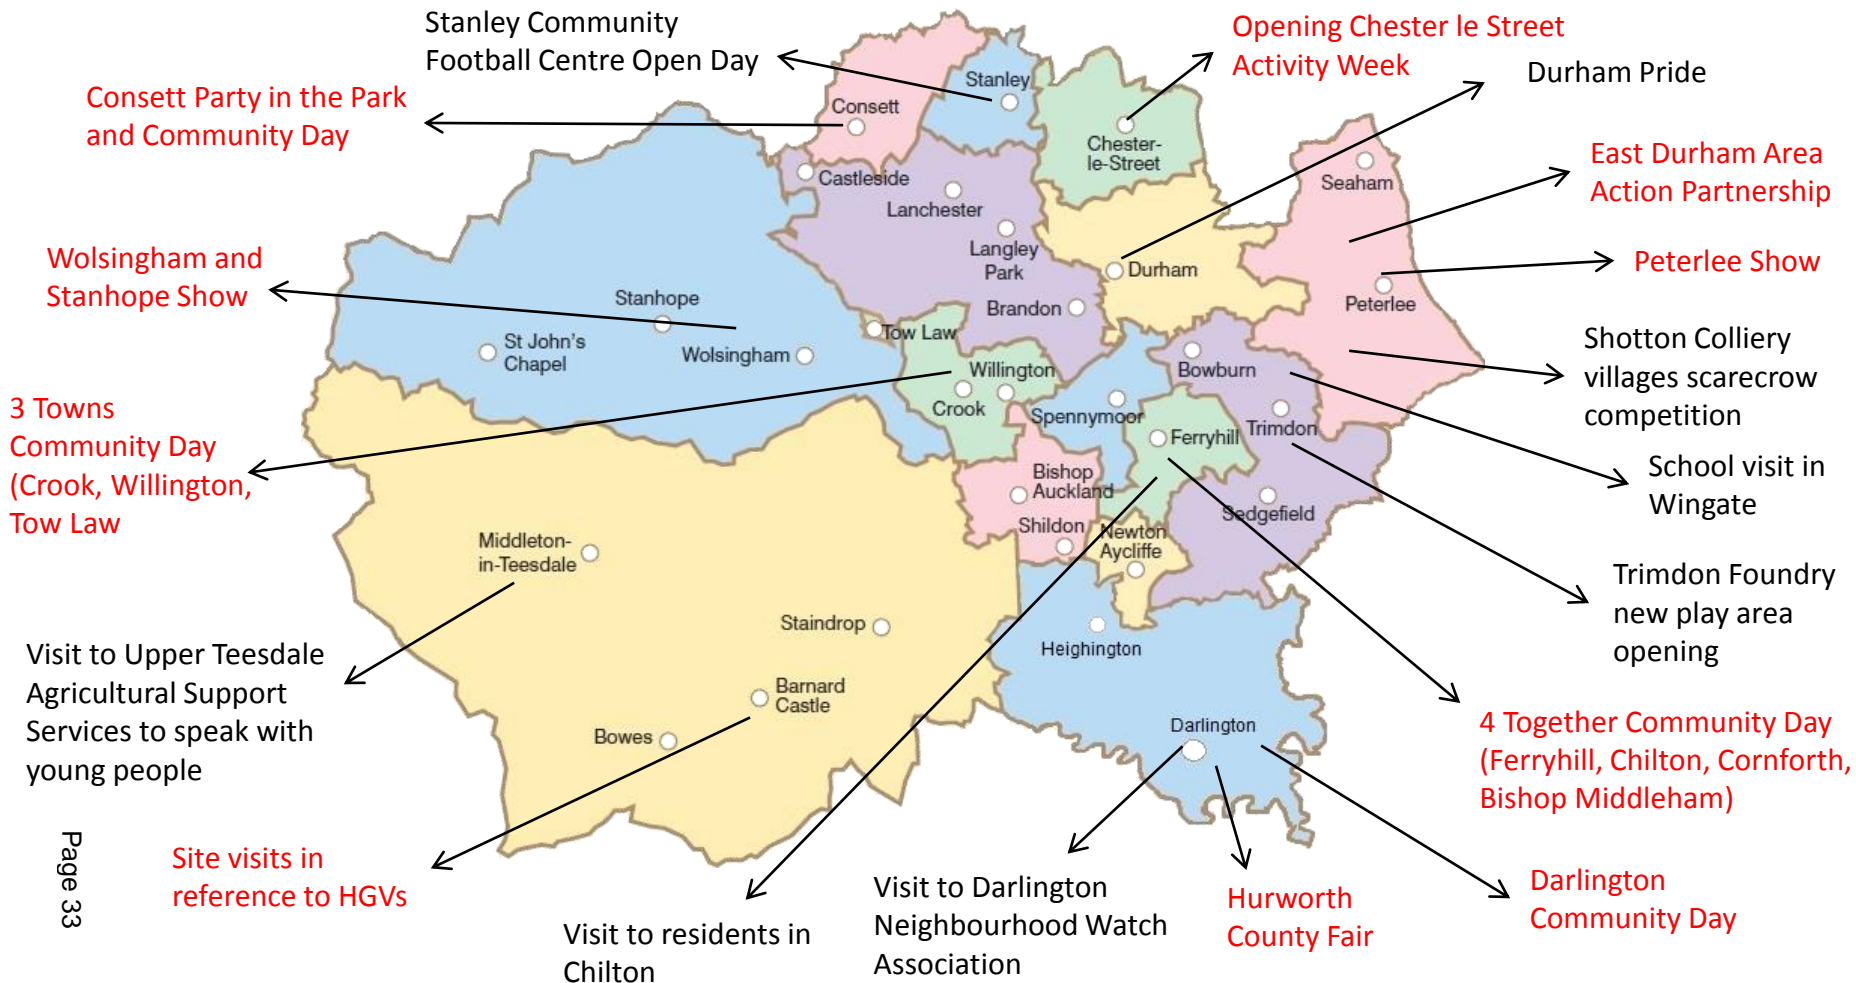 Stanley Community
Football Centre Open Day
Opening Chester le Street
Activity Week
Durham Pride
Consett Party in the Park
and Community Day
East Durham Area
Action Partnership
Wolsingham and
Stanhope Show
Peterlee Show
Shotton Colliery
villages scarecrow
competition
3 Towns
Community Day
(Crook, Willington,
Tow Law
School visit in
Wingate
Trimdon Foundry
new play area
opening
Visit to Upper Teesdale
Agricultural Support
Services to speak with
young people
4 Together Community Day
(Ferryhill, Chilton, Cornforth,
Bishop Middleham)
Site visits in
reference to HGVs
Visit to residents in
Chilton
Visit to Darlington
Neighbourhood Watch
Association
Hurworth
County Fair
Darlington
Community Day
Page 33
Stanley
Consett
Chester-
le-Street
Castleside
Lanchester
Langley
Park
Durham
Brandon
Seaham
Peterlee
Stanhope
St John's
Chapel
Wolsingham
Tow Law
Willington
Crook
Spennymoor
Bowburn
Trimdon
Ferryhill
Bishop
Auckland
Shildon
Sedgefield
Newton
Aycliffe
Middleton-
in-Teesdale
Staindrop
Barnard
Castle
Bowes
Heighington
Darlington